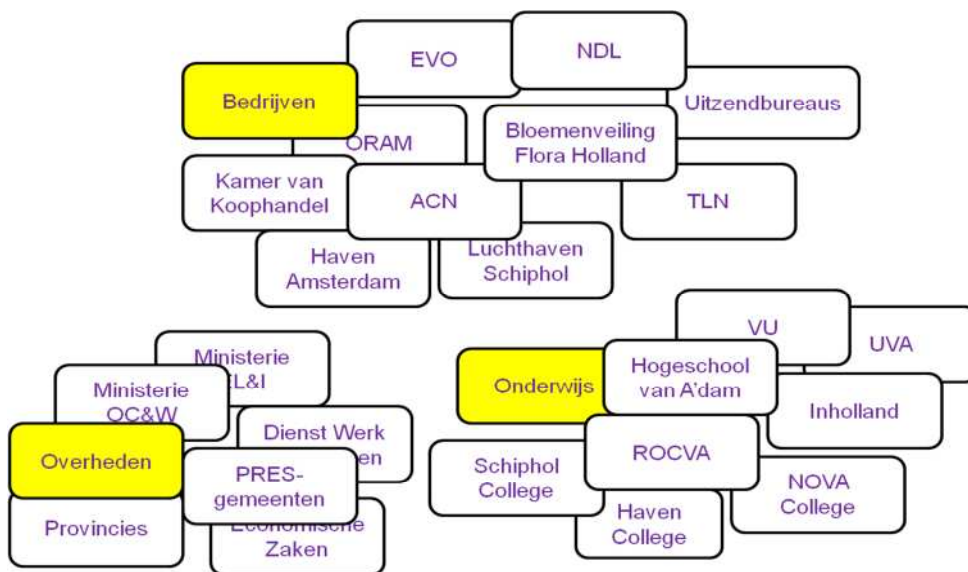 EVO
NDL
Bedrijven
Uitzendbureaus
ORAM
Bloemenveiling
Flora Holland
Kamer van
Koophandel
ACN
TLN
Haven
Amsterdam
Luchthaven
Schiphol
VU
UVA
Ministerie
EL&I
Hogeschool
van A'dam
Onderwijs
Ministerie
OC&W
Inholland
Dienst Werk
Overheden
ROCVA
Schiphol
College
PRES-
gemeenten
NOVA
College
Provincies
Economische
Zaken
Haven
College